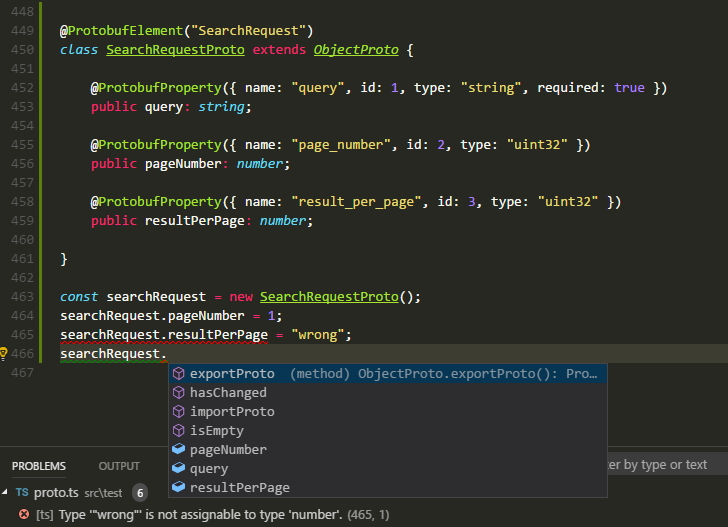 448
449 @ProtobufElement("SearchRequest")
450 class SearchRequestProto extends ObjectProto {
451
452 @ProtobufProperty({ name: "query", id: 1, type: "string", required: true })
453 public query: string;
454
455 @ProtobufProperty({ name: "page_number", id: 2, type: "uint32" })
456 public pageNumber: number;
457
458 @ProtobufProperty({ name: "result_per_page", id: 3, type: "uint32" })
459 public resultPerPage: number;
460
461 }
462
463 const searchRequest = new SearchRequestProto();
464 searchRequest.pageNumber = 1;
465 searchRequest.resultPerPage = "wrong";
466 searchRequest.
467
exportProto (method) ObjectProto.exportProto(): Pro…
hasChanged
importProto
isEmpty
pageNumber
query
resultPerPage
PROBLEMS OUTPUT
ter by type or text
TS proto.ts src\test 6
[ts] Type '"wrong"' is not assignable to type 'number'. (465, 1)